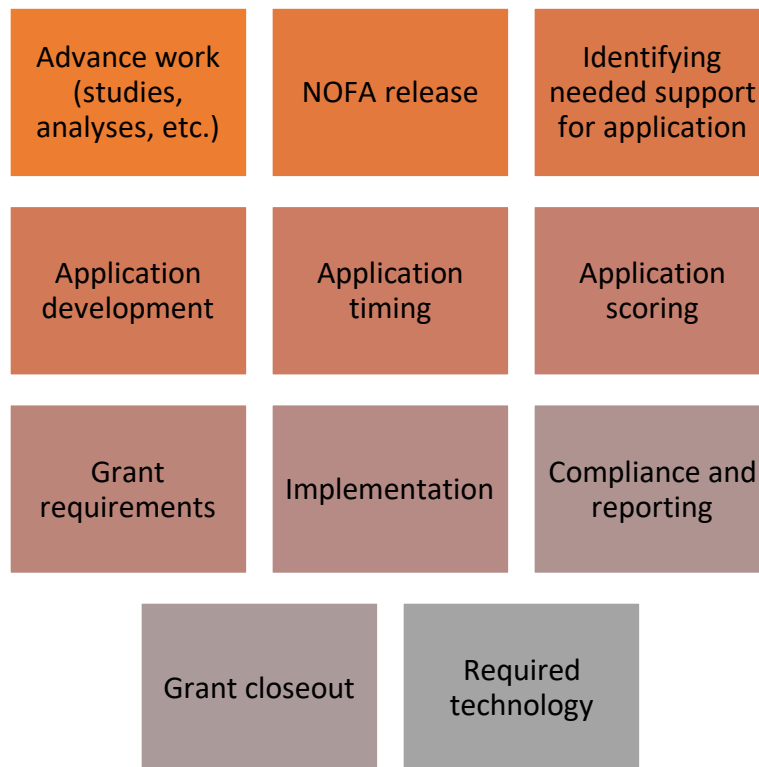 Advance work
(studies,
analyses, etc.)
NOFA release
Identifying
needed support
for application
Application
development
Application
timing
Application
scoring
Grant
requirements
Implementation
Compliance and
reporting
Grant closeout
Required
technology